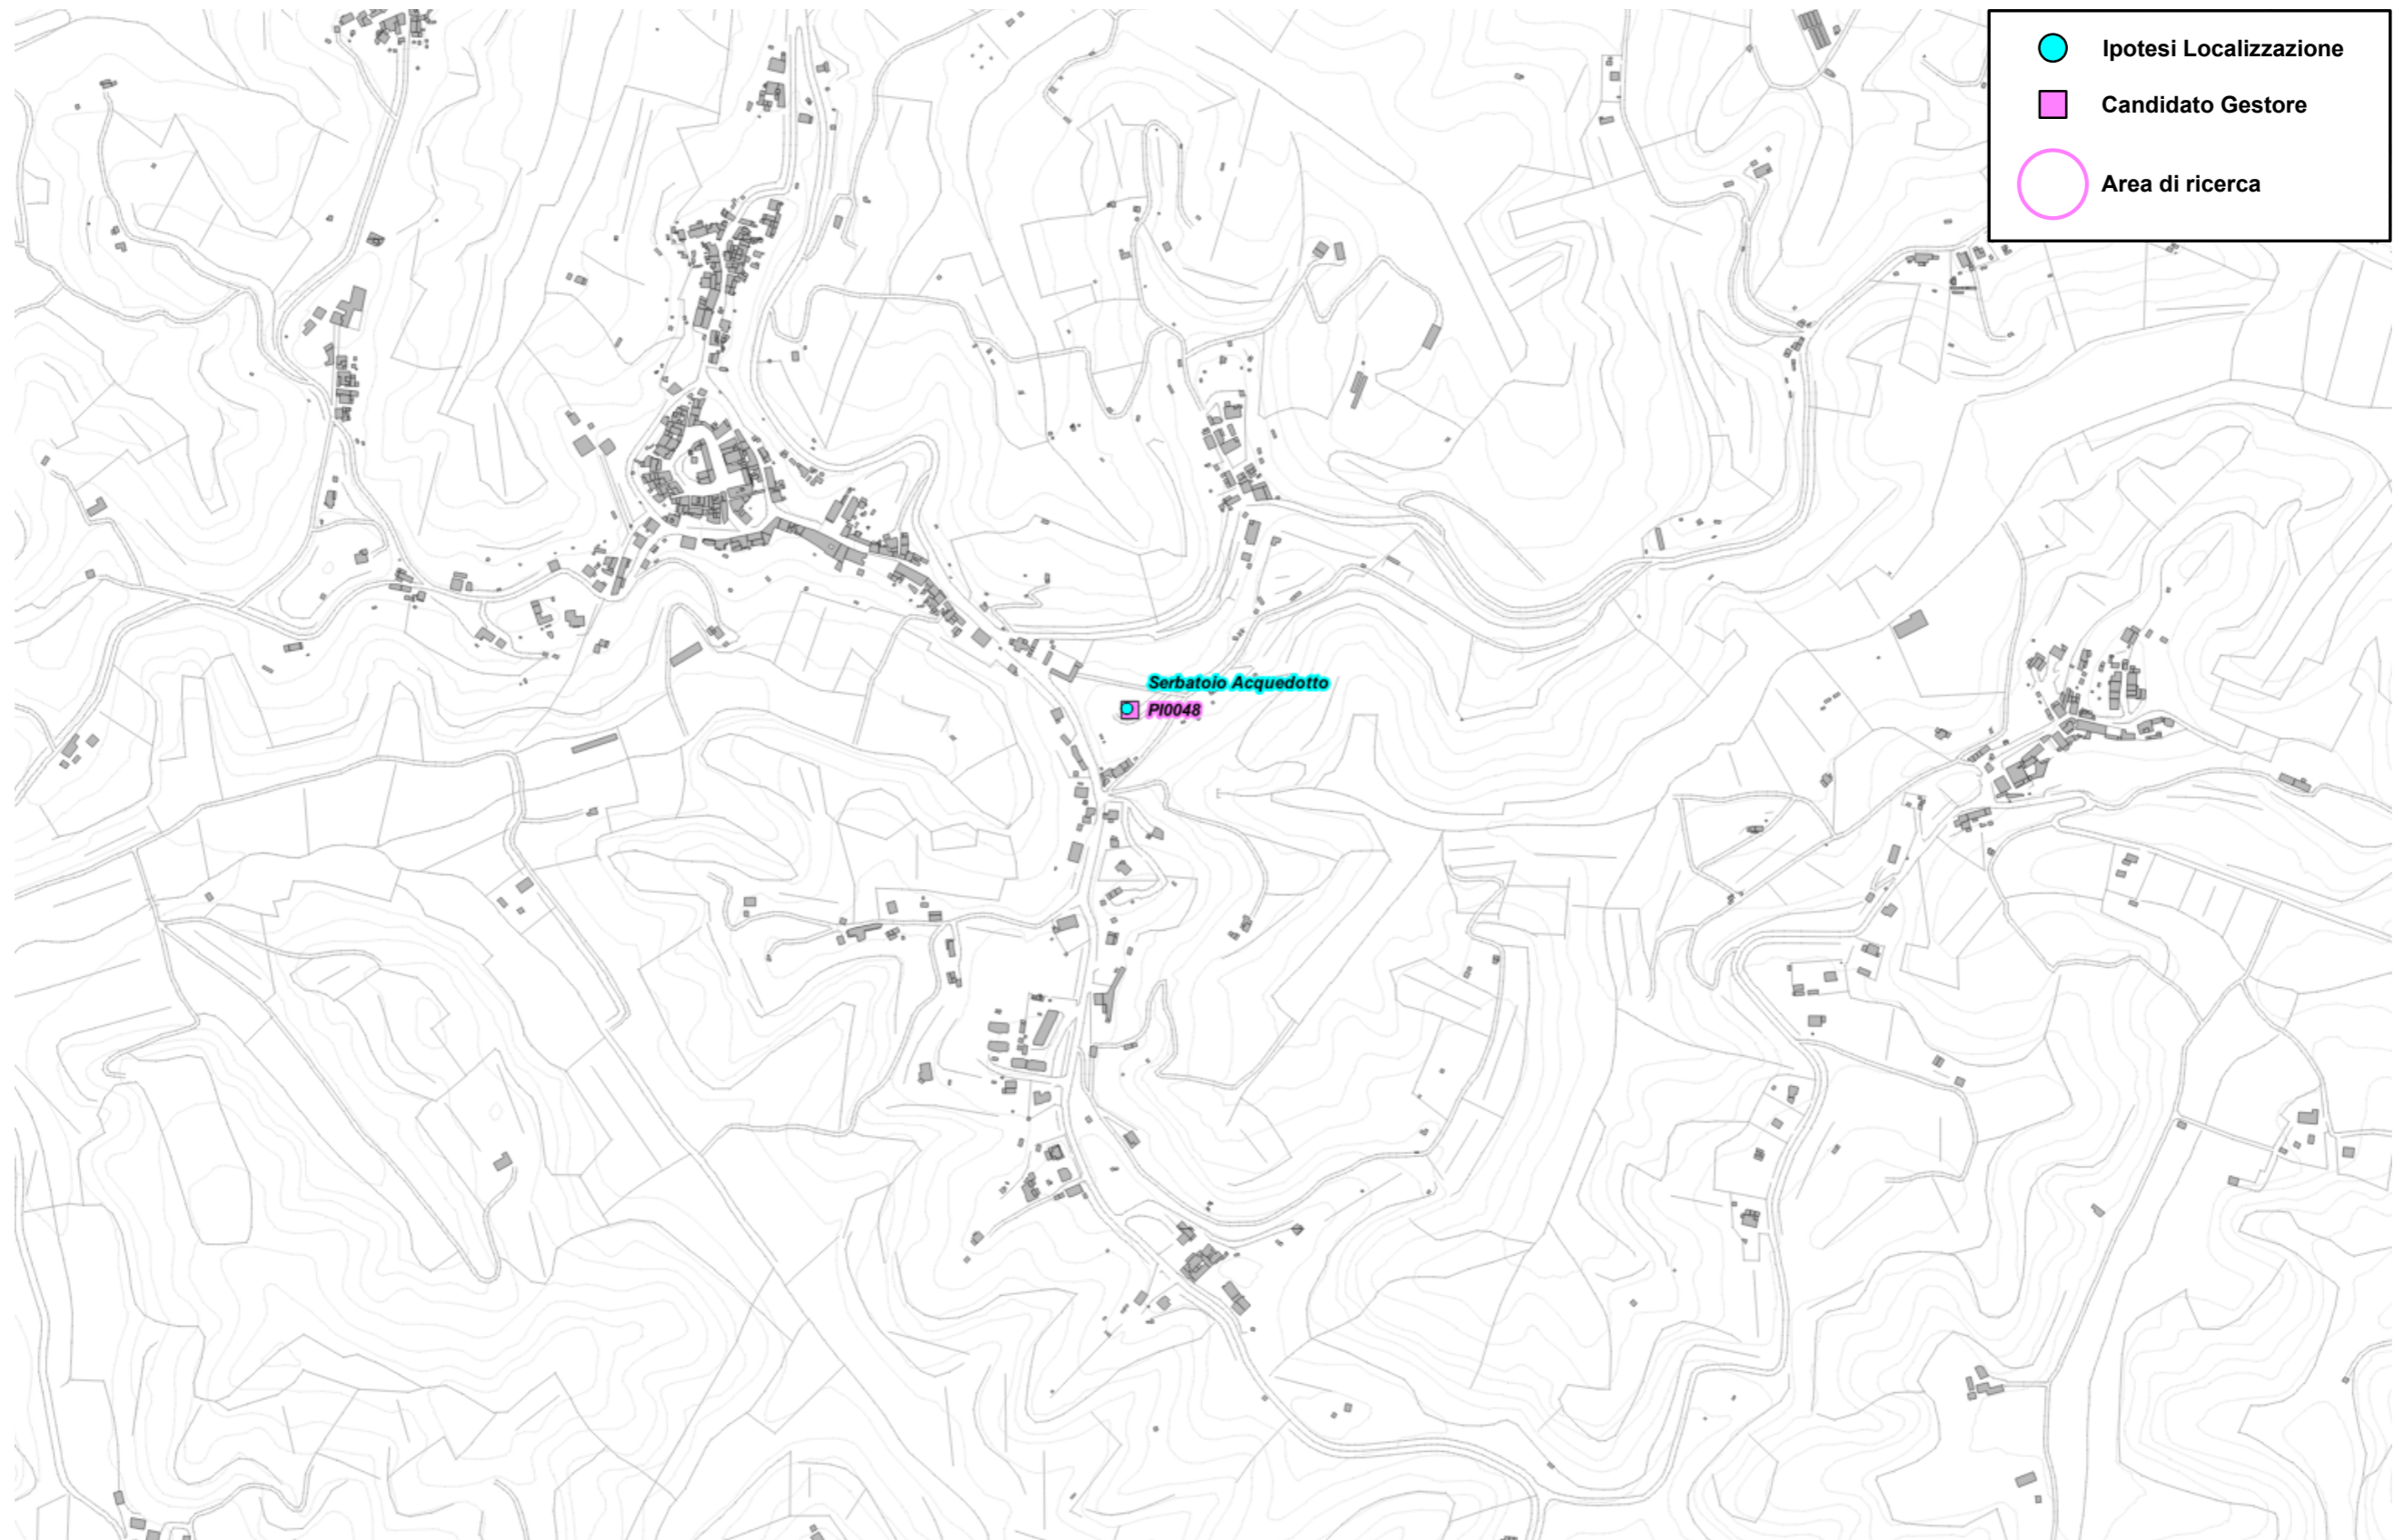 Ipotesi Localizzazione
Candidato Gestore
Area di ricerca
Serbatoio Acquedotto
PI0048